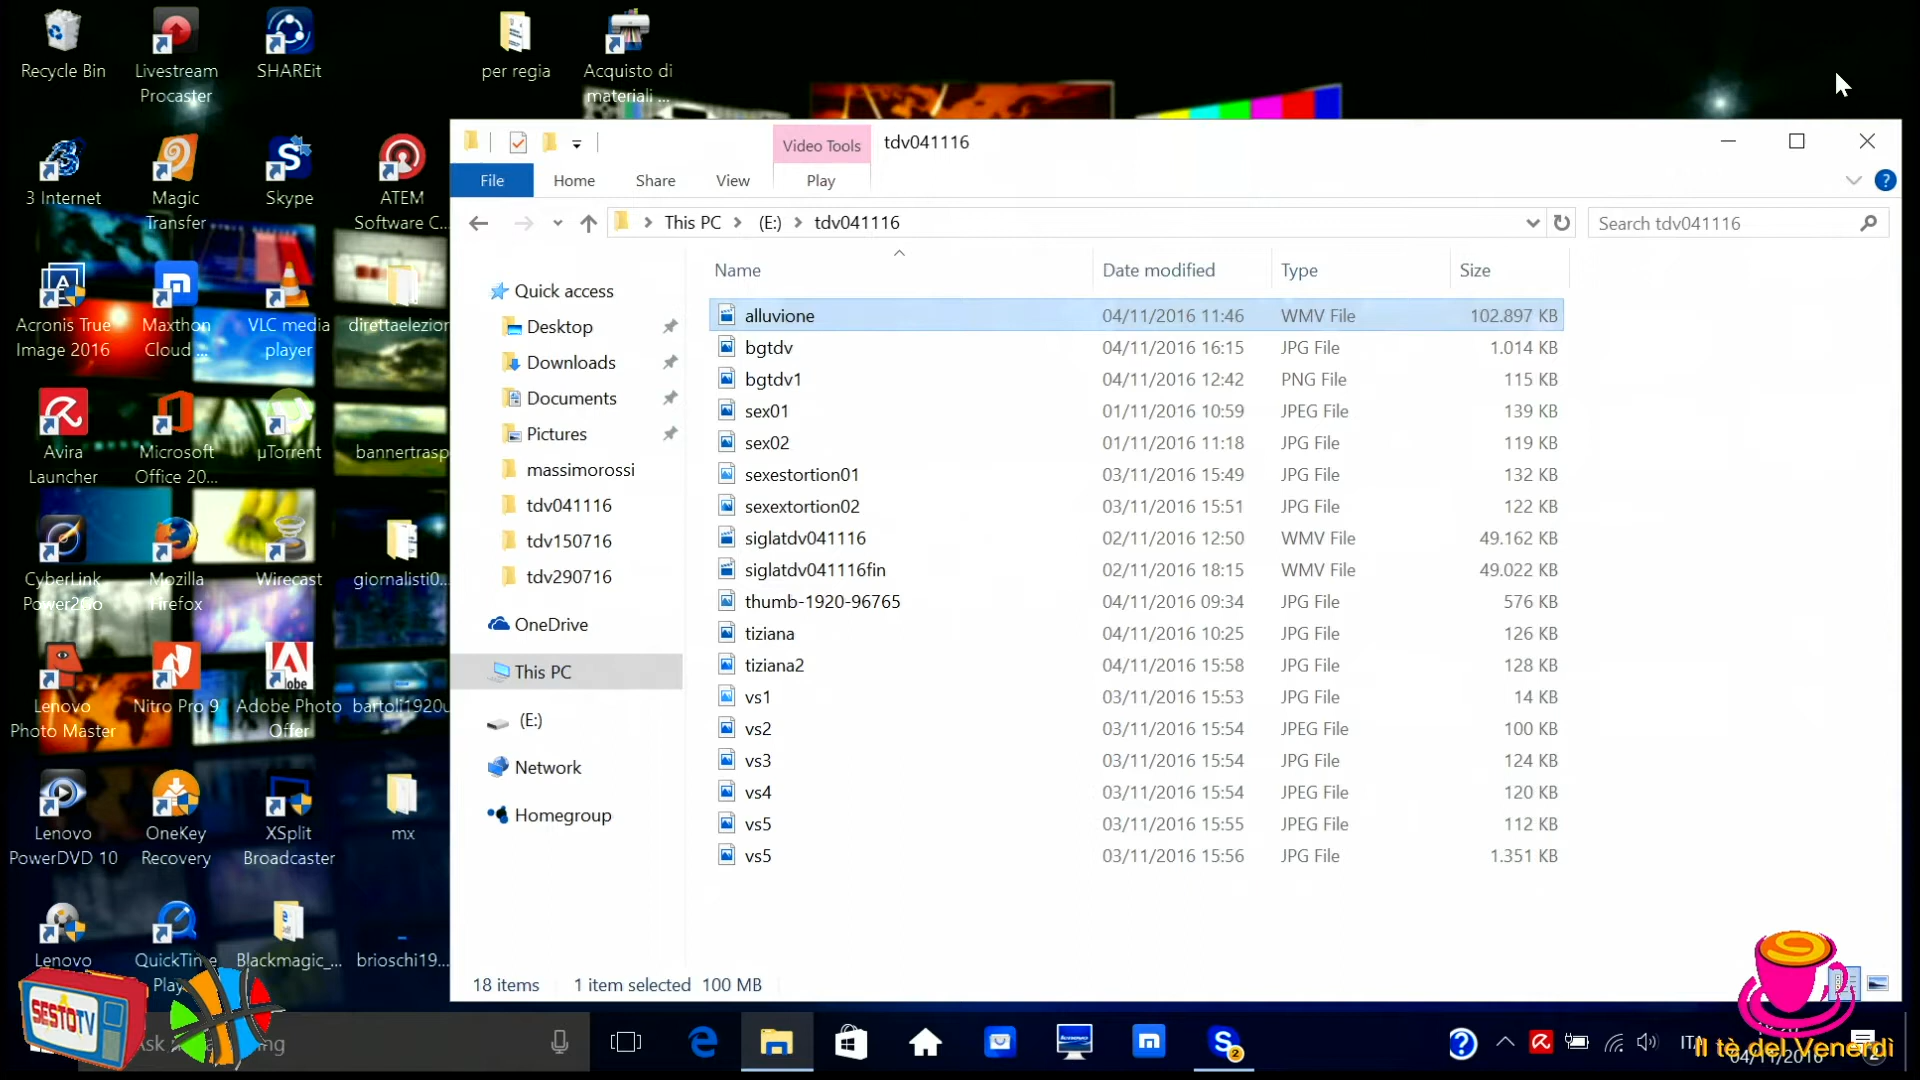 Recycle Bin
Livestream
Procaster
SHAREit
per regia
Acquisto di
materiali ...
3 Internet
Magic
Transfer
Skype
ATEM
Software C...
Acronis True
Image 2016
Maxthon
Cloud ...
VLC media
player
direttaelezior
Avira
Launcher
Microsoft
Office 20...
µTorrent
bannertrasp
CyberLink
Power2Go
Mozilla
Firefox
Wirecast
giornalisti0...
Lenovo
Photo Master
Nitro Pro 9
Adobe Photo
Offer
bartoli1920u
Lenovo
PowerDVD 10
OneKey
Recovery
XSplit
Broadcaster
mx
Lenovo
QuickTime
Play
Blackmagic_...
brioschi19...
Video Tools
tdv041116
File
Home
Share
View
Play
This PC
(E:)
tdv041116
Search tdv041116
Name
Date modified
Type
Size
Quick access
Desktop
Downloads
Documents
Pictures
massimorossi
tdv041116
tdv150716
tdv290716
OneDrive
This PC
(E:)
Network
Homegroup
alluvione 04/11/2016 11:46 WMV File 102.897 KB
bgtdv 04/11/2016 16:15 JPG File 1.014 KB
bgtdv1 04/11/2016 12:42 PNG File 115 KB
sex01 01/11/2016 10:59 JPEG File 139 KB
sex02 01/11/2016 11:18 JPG File 119 KB
sexestortion01 03/11/2016 15:49 JPG File 132 KB
sexextortion02 03/11/2016 15:51 JPG File 122 KB
siglatdv041116 02/11/2016 12:50 WMV File 49.162 KB
siglatdv041116fin 02/11/2016 18:15 WMV File 49.022 KB
thumb-1920-96765 04/11/2016 09:34 JPG File 576 KB
tiziana 04/11/2016 10:25 JPG File 126 KB
tiziana2 04/11/2016 15:58 JPG File 128 KB
vs1 03/11/2016 15:53 JPG File 14 KB
vs2 03/11/2016 15:54 JPEG File 100 KB
vs3 03/11/2016 15:54 JPG File 124 KB
vs4 03/11/2016 15:54 JPEG File 120 KB
vs5 03/11/2016 15:55 JPEG File 112 KB
vs5 03/11/2016 15:56 JPG File 1.351 KB
18 items
1 item selected 100 MB
SESTOTV
Il tè del Venerdì
04/11/2016